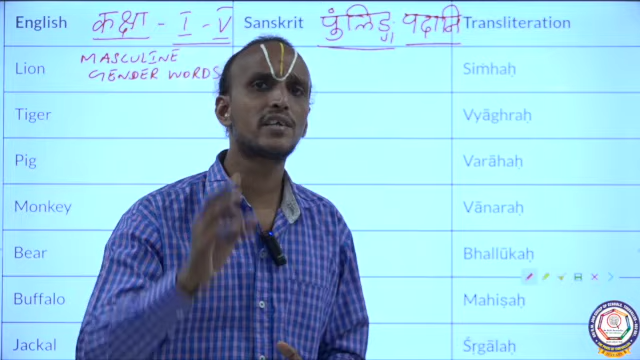 English कक्षा - I - V Sanskrit पुंलिङ्ग पदानि Transliteration
Lion MASCULINE GENDER WORDS Siṁhaḥ
Tiger Vyāghraḥ
Pig Varāhaḥ
Monkey Vānaraḥ
Bear Bhallūkaḥ
Buffalo Mahiṣaḥ
Jackal Śṛgālaḥ